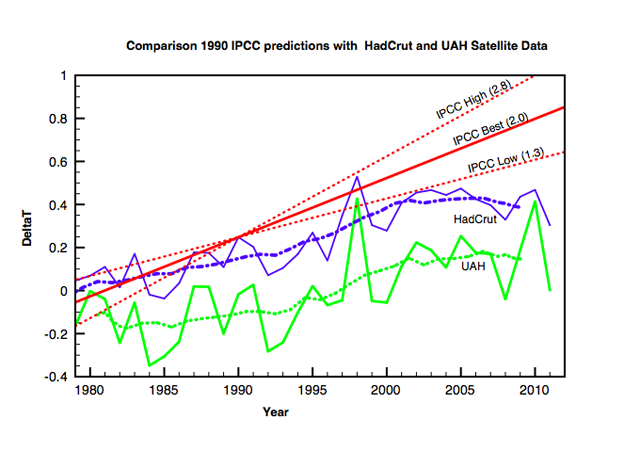 Comparison 1990 IPCC predictions with HadCrut and UAH Satellite Data
1
0.8
0.6
0.4
0.2
0
-0.2
-0.4
DeltaT
IPCC High (2.8)
IPCC Best (2.0)
IPCC Low (1.3)
HadCrut
UAH
1980 1985 1990 1995 2000 2005 2010
Year